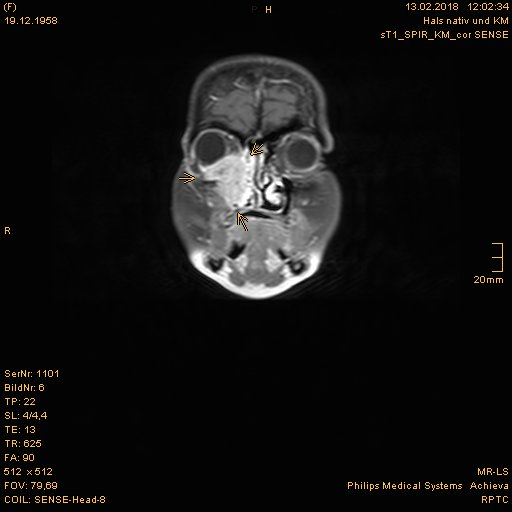 (F)
19.12.1958
P H
13.02.2018 12:02:34
Hals nativ und KM
sT1_SPIR_KM_cor SENSE
R
20mm
SerNr: 1101
BildNr: 6
TP: 22
SL: 4/4,4
TE: 13
TR: 625
FA: 90
512 x 512
FOV: 79,69
COIL: SENSE-Head-8
MR-LS
Philips Medical Systems Achieva
RPTC